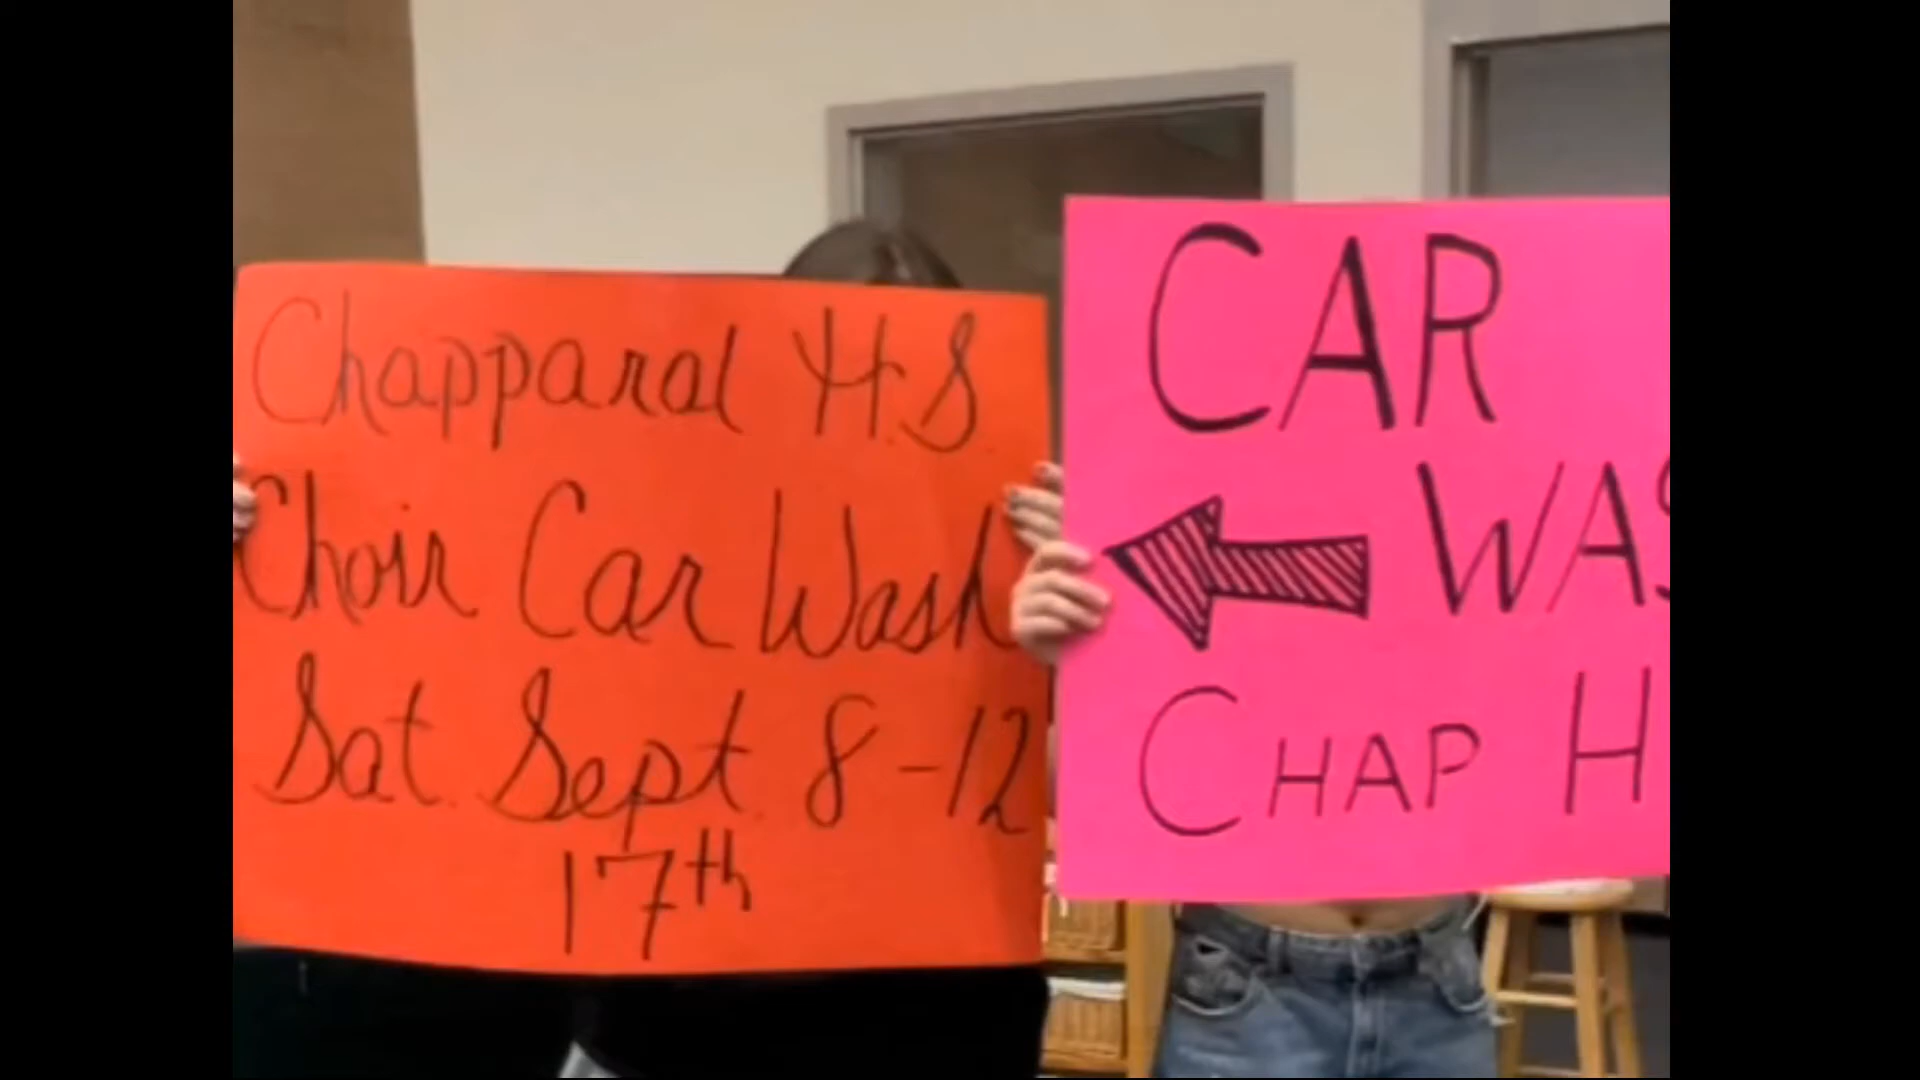 Chapparal H.S.
Choir Car Wash
Sat. Sept. 8-12
17th
CAR
WAS
CHAP H